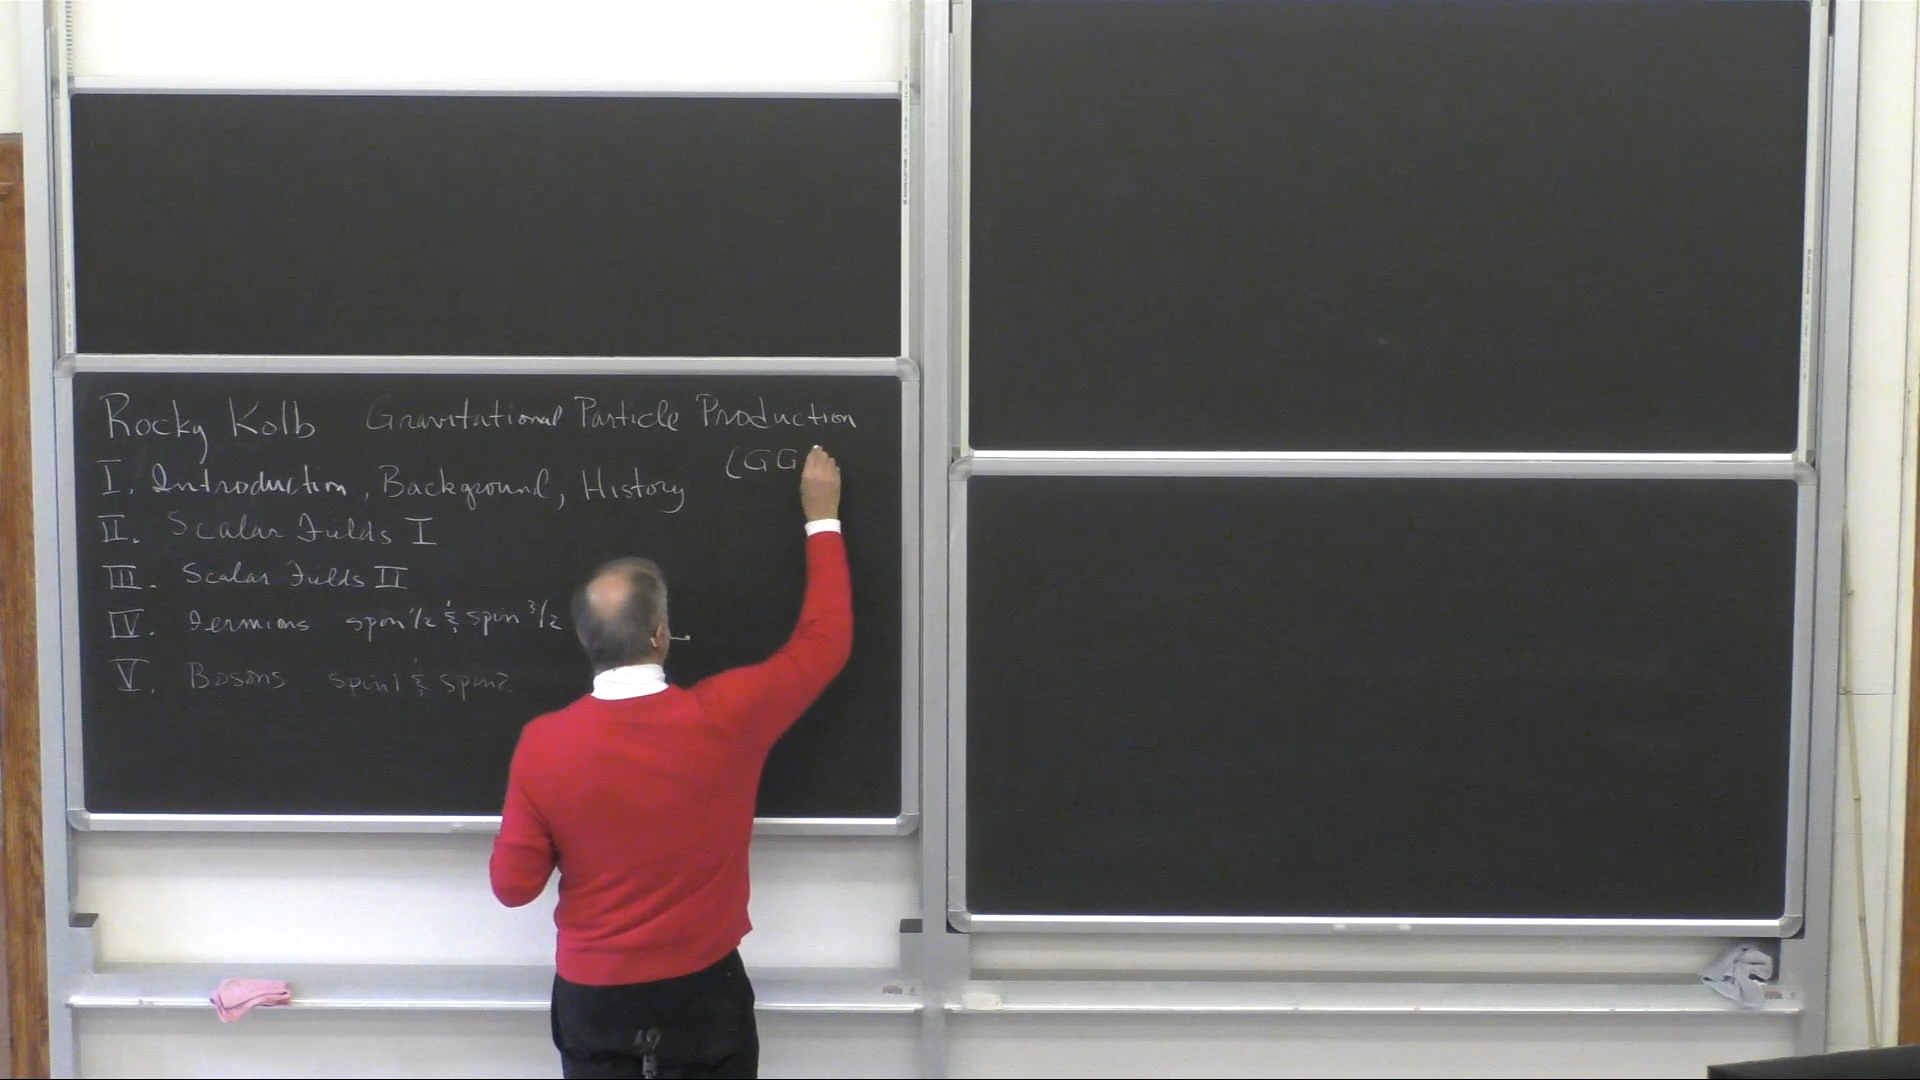 Rocky Kolb Gravitational Particle Production
(GG
I. Introduction, Background, History
II. Scalar Fields I
III. Scalar Fields II
IV. Fermions spin 1/2 & spin 3/2
V. Bosons spin 1 & spin 2